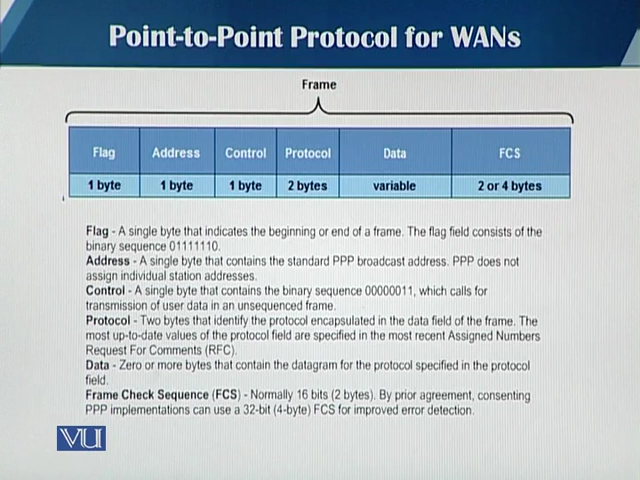 Point-to-Point Protocol for WANs
Frame
Flag Address Control Protocol Data FCS
1 byte 1 byte 1 byte 2 bytes variable 2 or 4 bytes
Flag - A single byte that indicates the beginning or end of a frame. The flag field consists of the
binary sequence 01111110.
Address - A single byte that contains the standard PPP broadcast address. PPP does not
assign individual station addresses.
Control - A single byte that contains the binary sequence 00000011, which calls for
transmission of user data in an unsequenced frame.
Protocol - Two bytes that identify the protocol encapsulated in the data field of the frame. The
most up-to-date values of the protocol field are specified in the most recent Assigned Numbers
Request For Comments (RFC).
Data - Zero or more bytes that contain the datagram for the protocol specified in the protocol
field.
Frame Check Sequence (FCS) - Normally 16 bits (2 bytes). By prior agreement, consenting
PPP implementations can use a 32-bit (4-byte) FCS for improved error detection.
VU